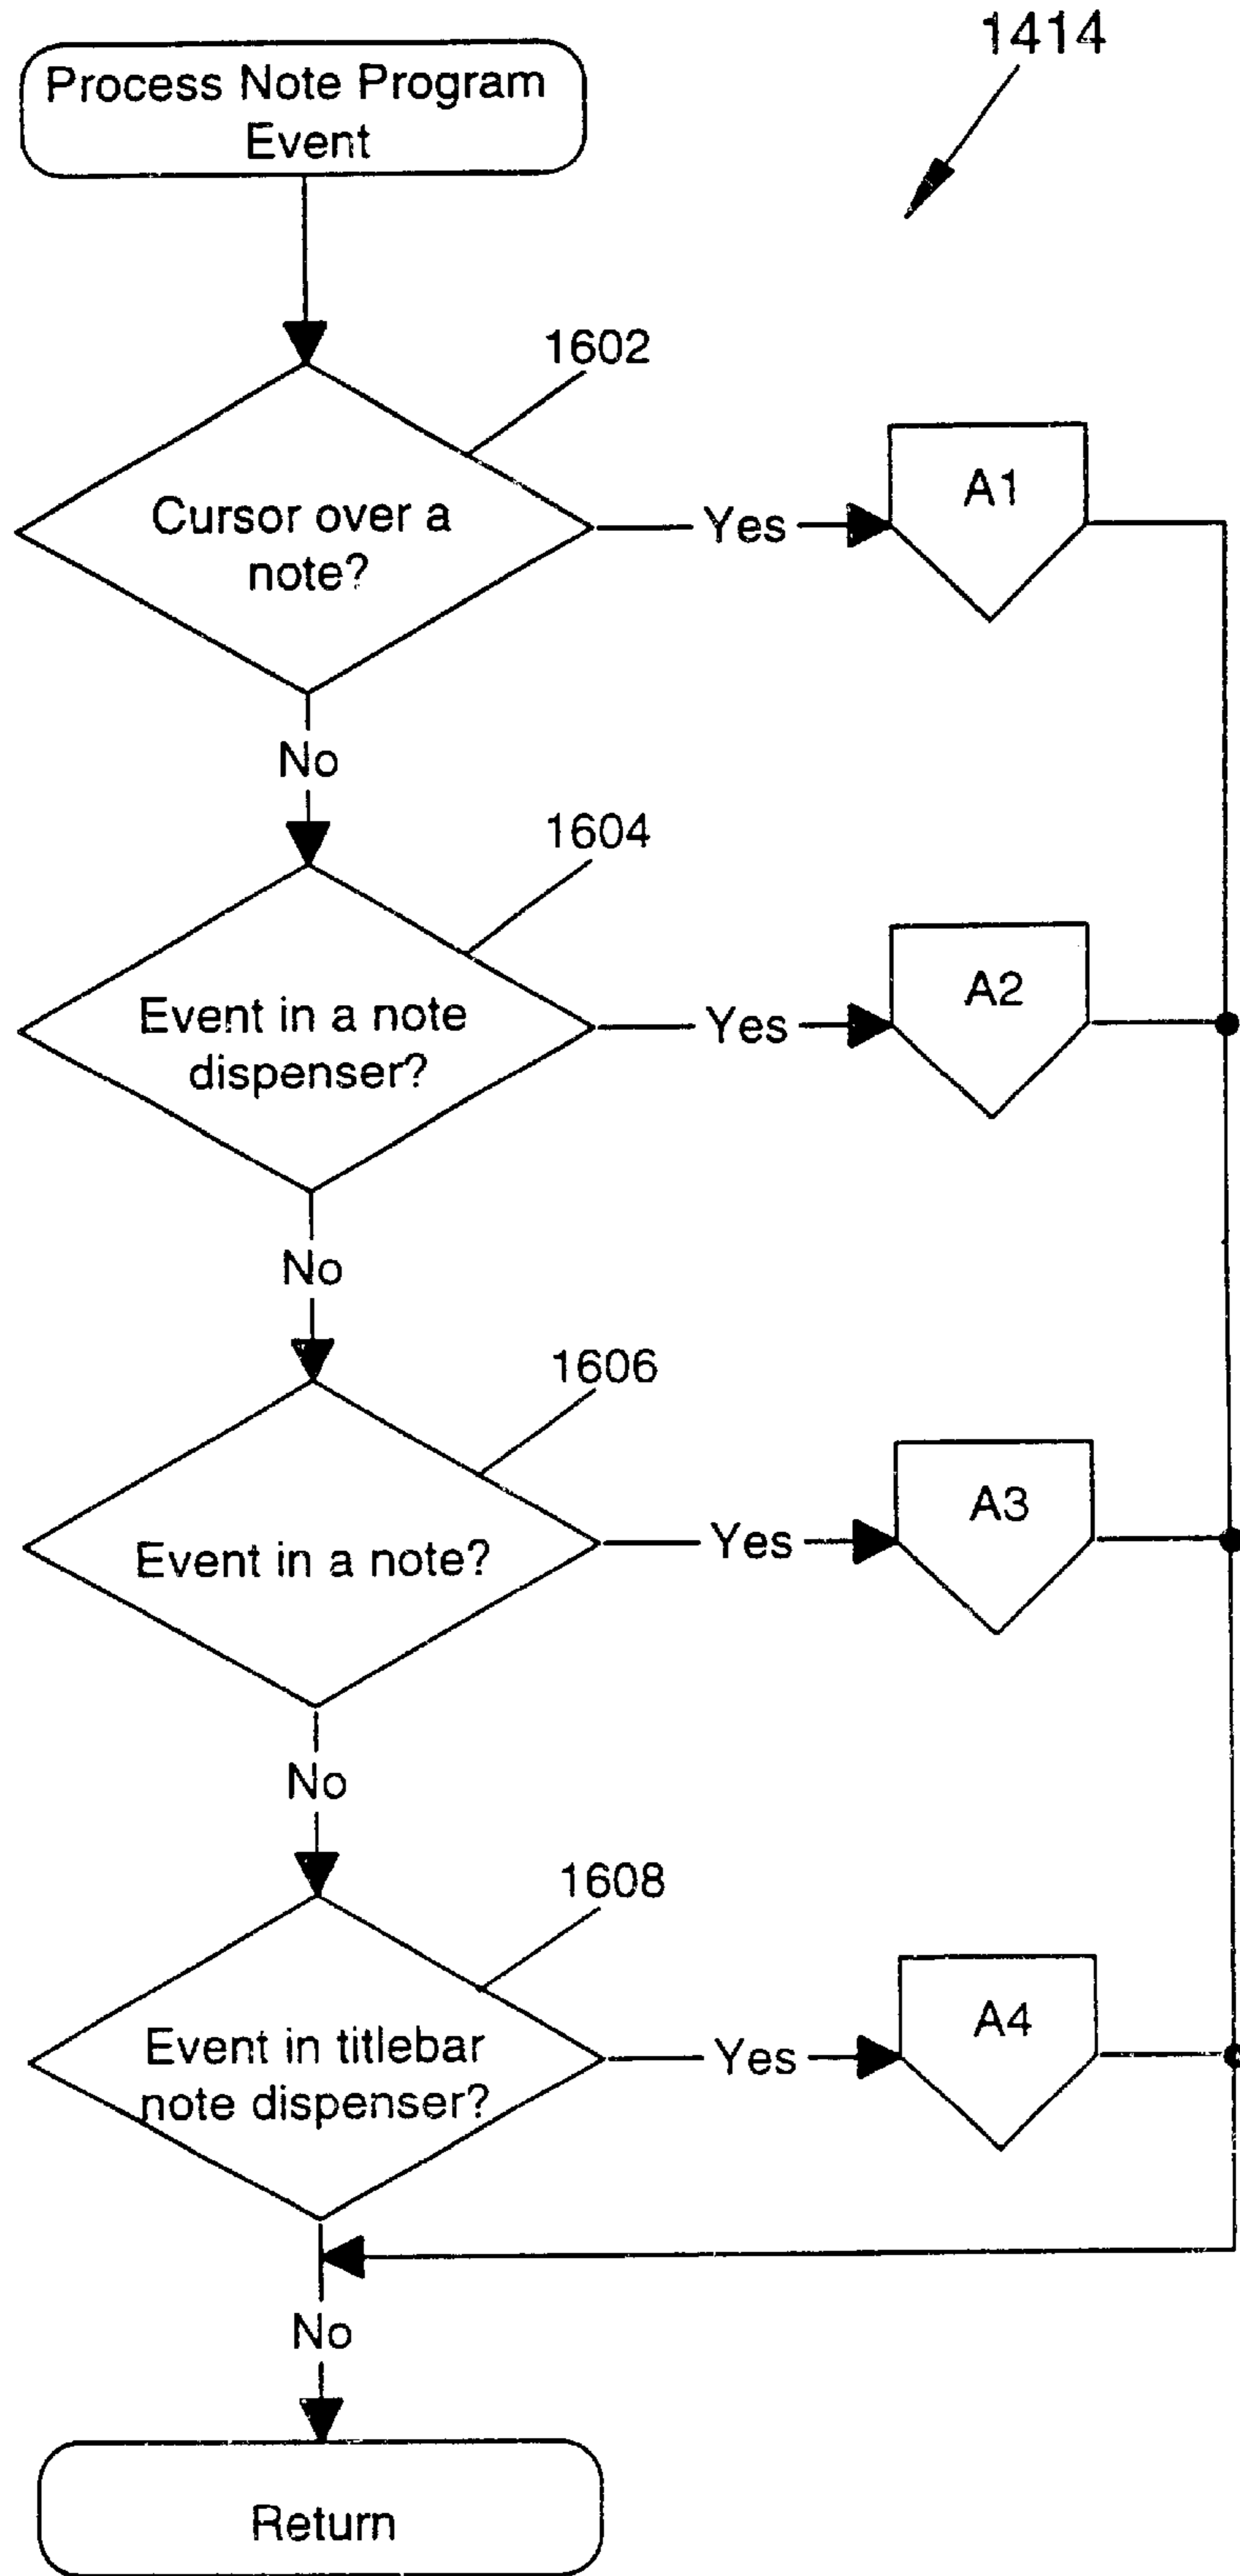 1414
Process Note Program
Event
1602
Cursor over a
note?
Yes
A1
No
1604
Event in a note
dispenser?
Yes
A2
No
1606
Event in a note?
Yes
A3
No
1608
Event in titlebar
note dispenser?
Yes
A4
No
Return